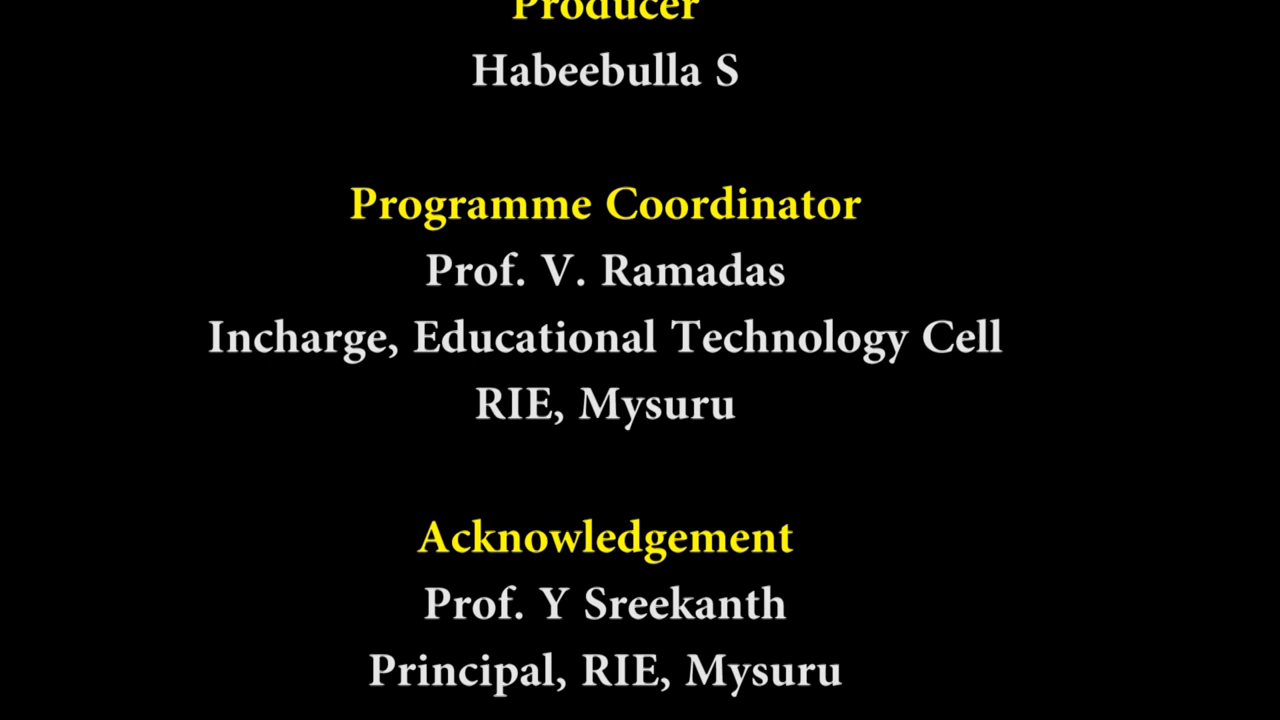 Producer
Habeebulla S
Programme Coordinator
Prof. V. Ramadas
Incharge, Educational Technology Cell
RIE, Mysuru
Acknowledgement
Prof. Y Sreekanth
Principal, RIE, Mysuru